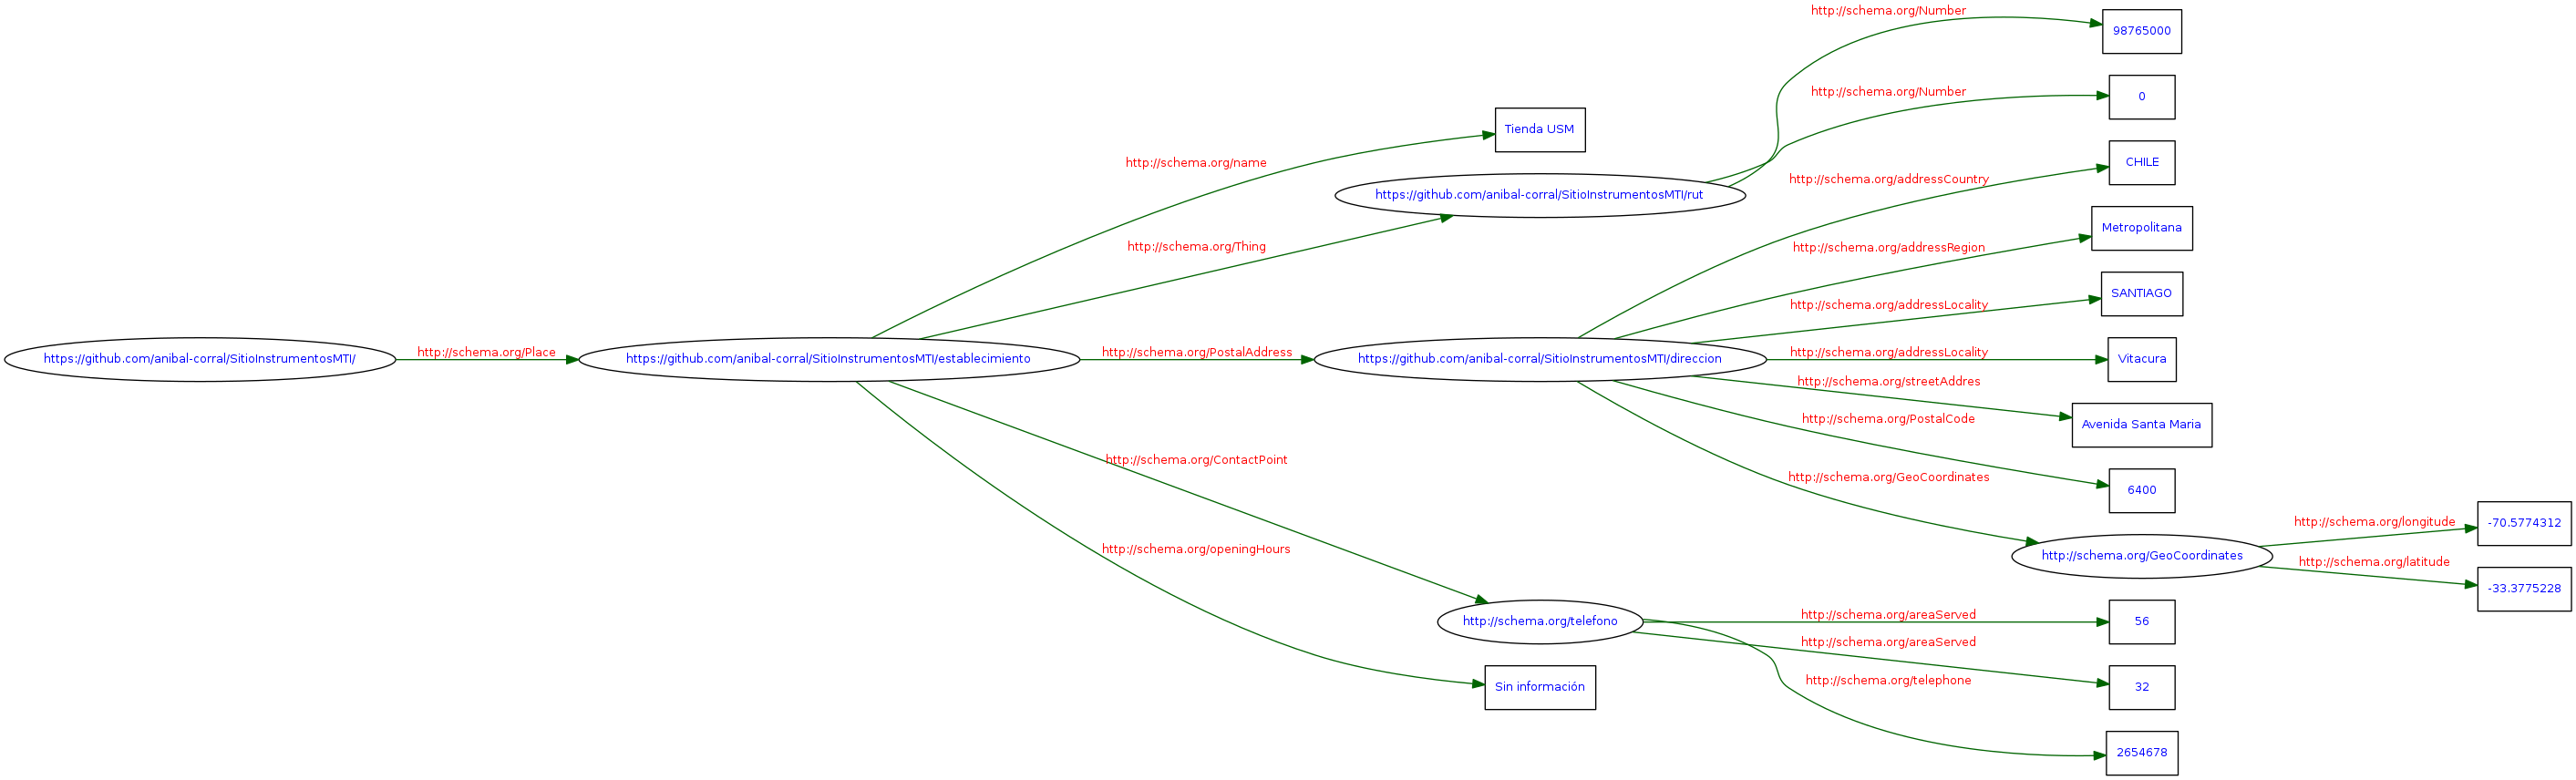 http://schema.org/Number
98765000
http://schema.org/Number
0
Tienda USM
http://schema.org/name
CHILE
http://schema.org/addressCountry
https://github.com/anibal-corral/SitioInstrumentosMTI/rut
Metropolitana
http://schema.org/Thing
http://schema.org/addressRegion
SANTIAGO
http://schema.org/addressLocality
https://github.com/anibal-corral/SitioInstrumentosMTI/
http://schema.org/Place
https://github.com/anibal-corral/SitioInstrumentosMTI/establecimiento
http://schema.org/PostalAddress
https://github.com/anibal-corral/SitioInstrumentosMTI/direccion
http://schema.org/addressLocality
Vitacura
http://schema.org/streetAddres
Avenida Santa Maria
http://schema.org/PostalCode
6400
http://schema.org/ContactPoint
http://schema.org/GeoCoordinates
http://schema.org/longitude
-70.5774312
http://schema.org/openingHours
http://schema.org/GeoCoordinates
http://schema.org/latitude
-33.3775228
http://schema.org/telefono
http://schema.org/areaServed
56
http://schema.org/areaServed
32
Sin información
http://schema.org/telephone
2654678